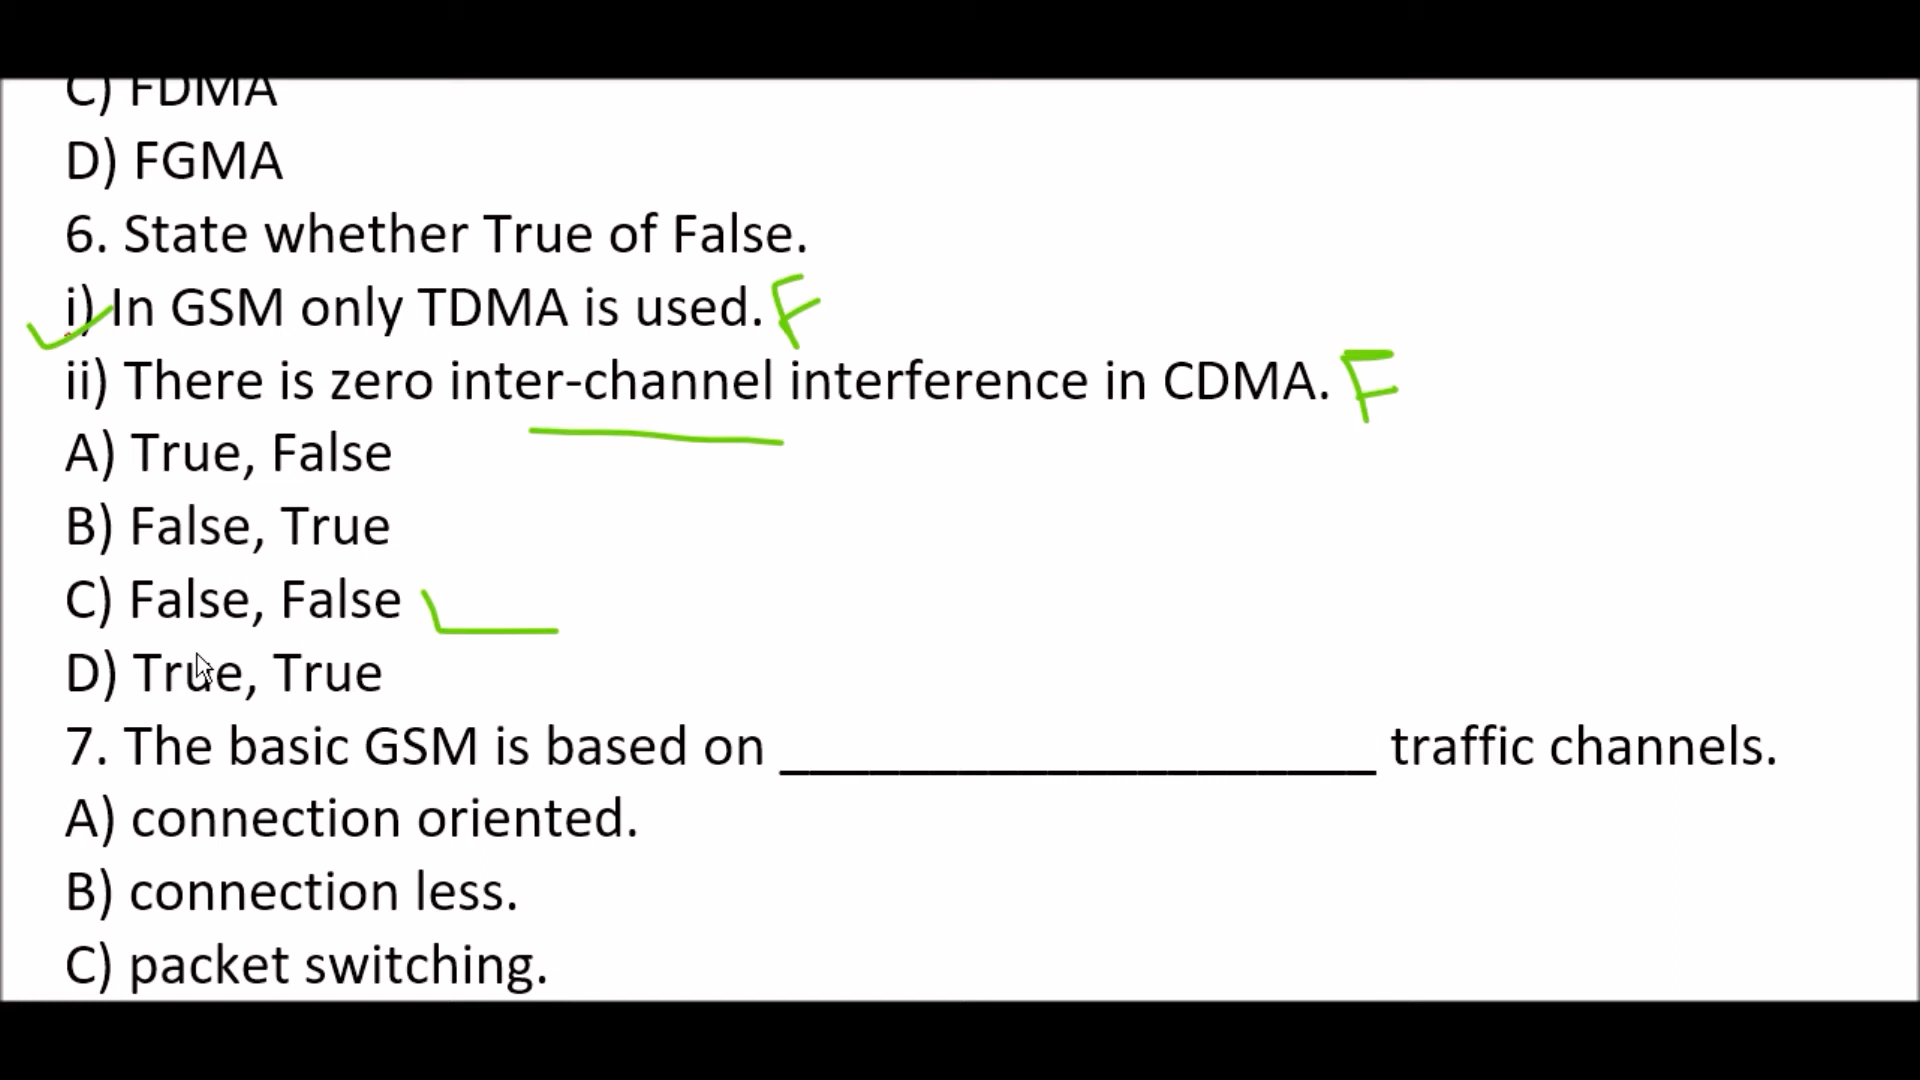 C) FDMA
D) FGMA
6. State whether True of False.
i) In GSM only TDMA is used. F
ii) There is zero inter-channel interference in CDMA. F
A) True, False
B) False, True
C) False, False
D) True, True
7. The basic GSM is based on ____________________ traffic channels.
A) connection oriented.
B) connection less.
C) packet switching.